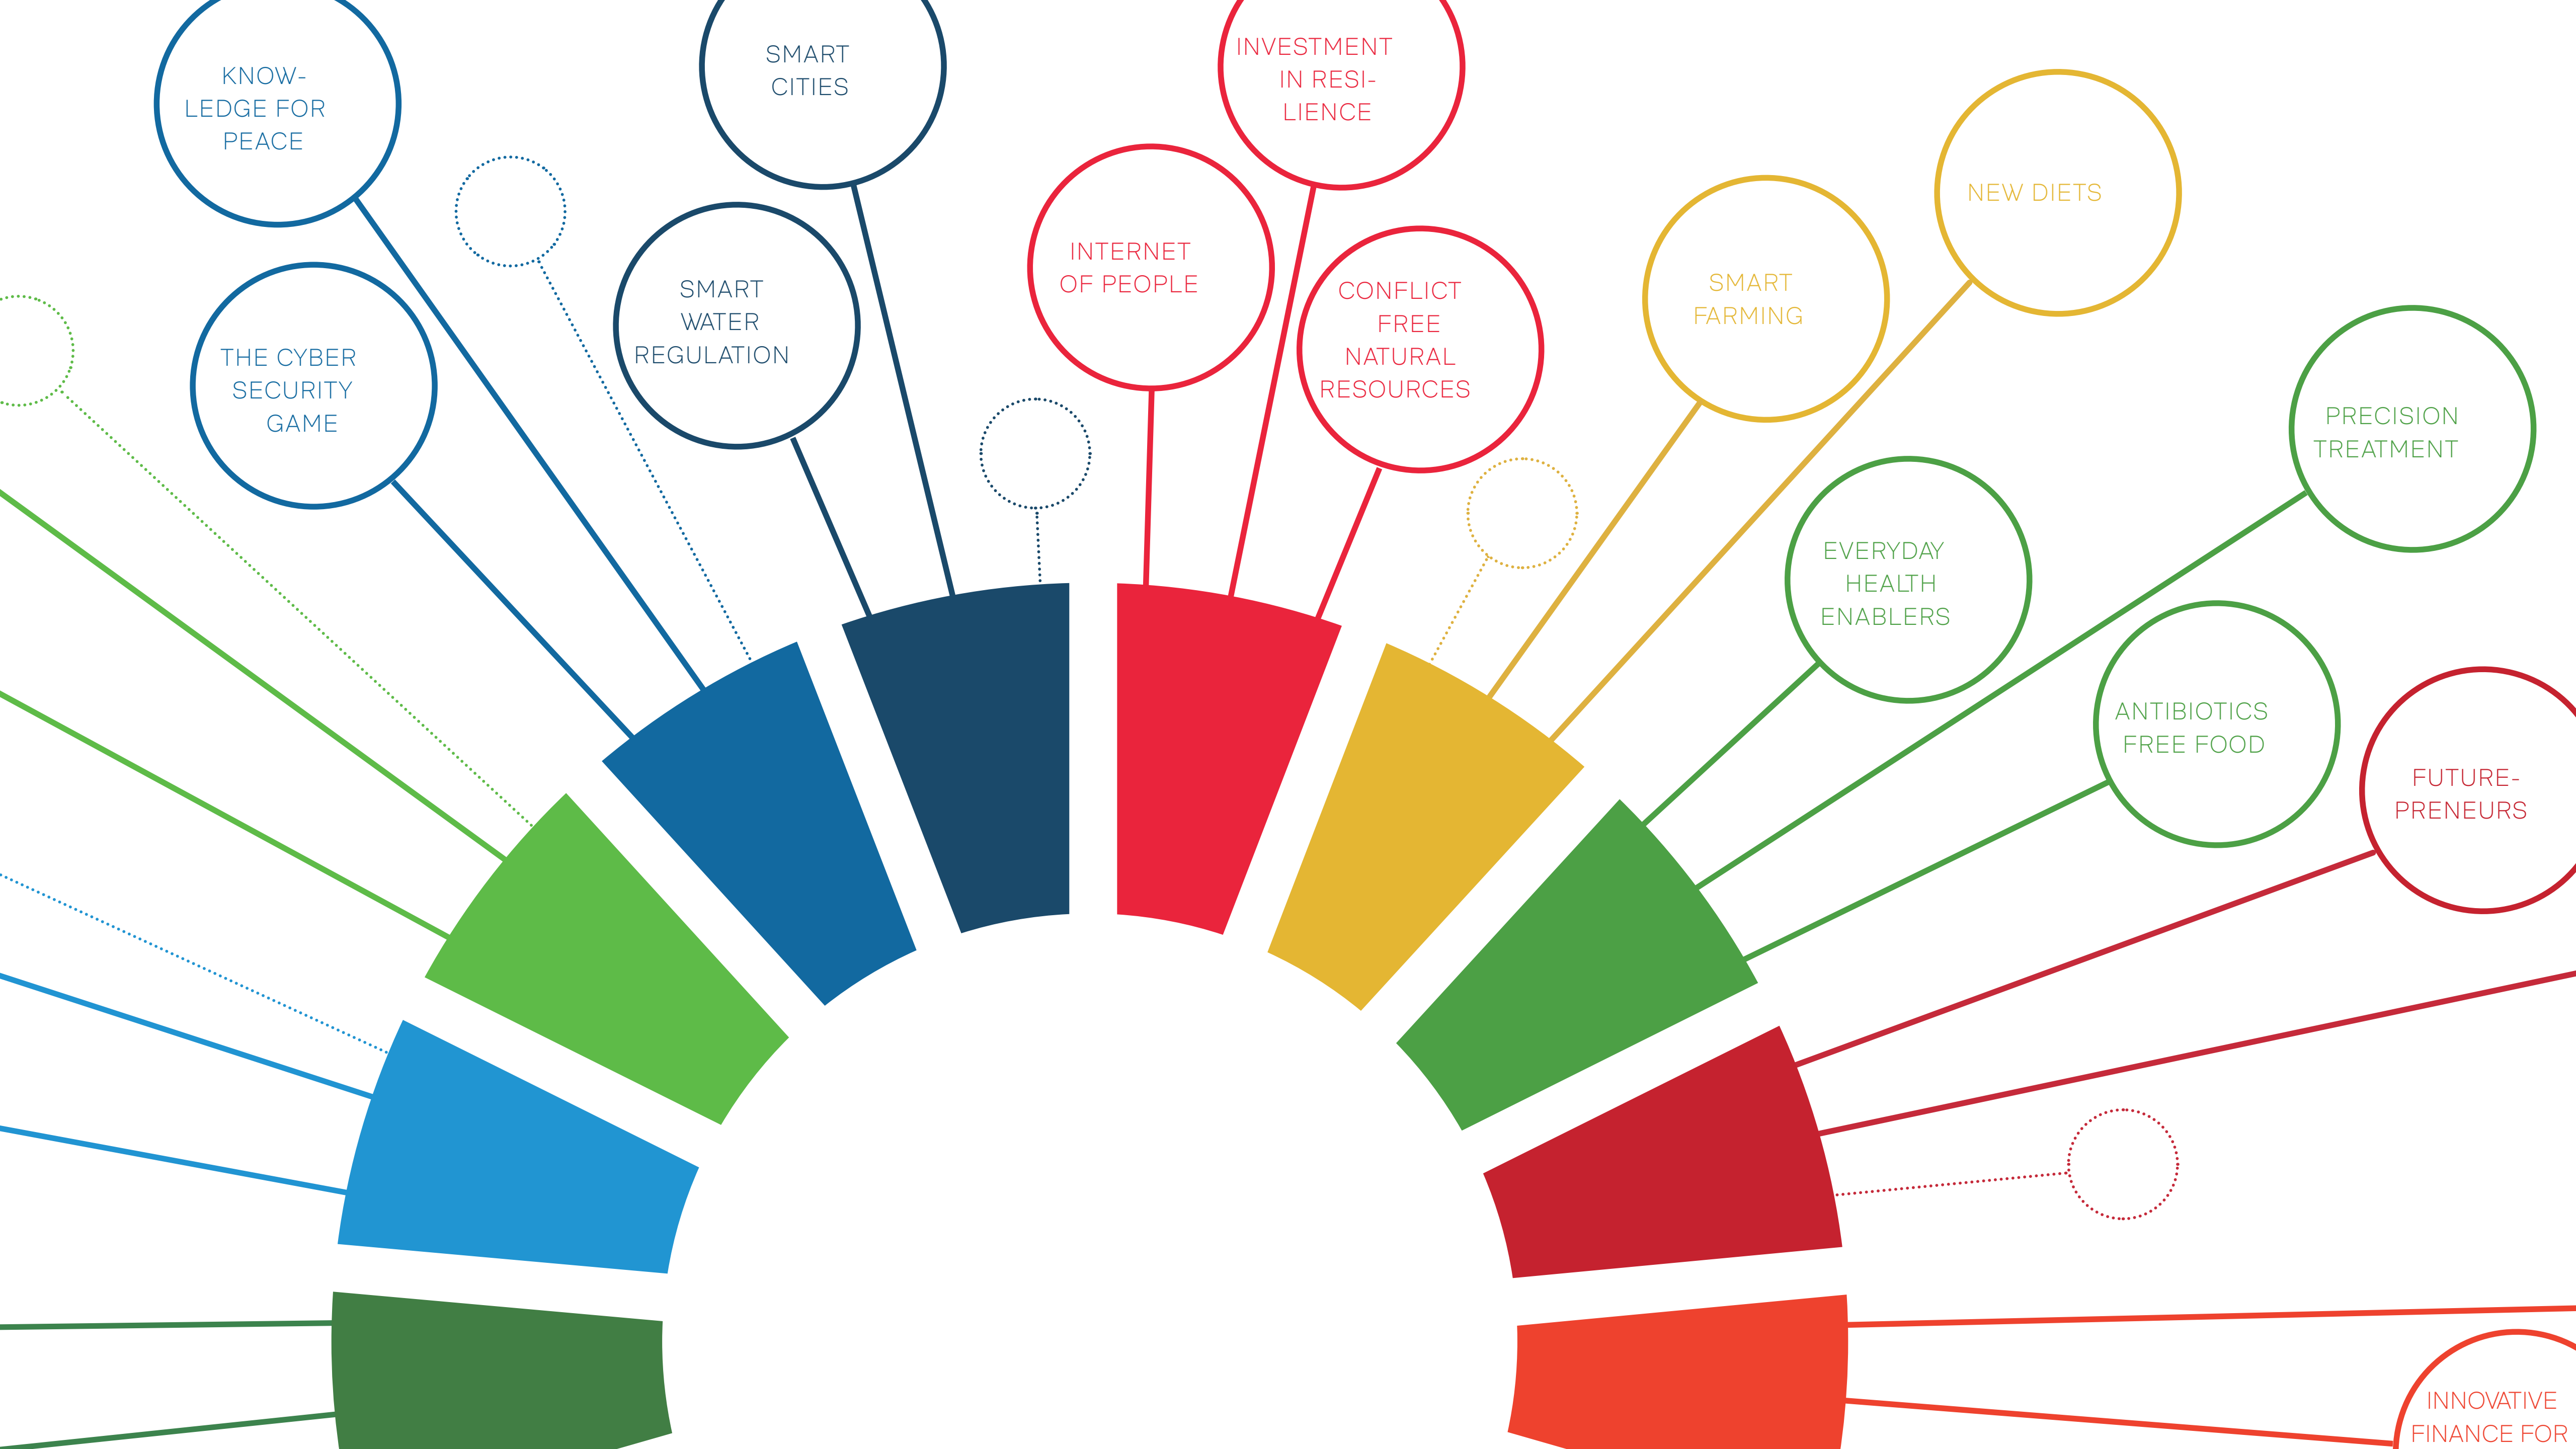 KNOW-
LEDGE FOR
PEACE
THE CYBER
SECURITY
GAME
SMART
CITIES
SMART
WATER
REGULATION
INTERNET
OF PEOPLE
INVESTMENT
IN RESI-
LIENCE
CONFLICT
FREE
NATURAL
RESOURCES
SMART
FARMING
NEW DIETS
EVERYDAY
HEALTH
ENABLERS
PRECISION
TREATMENT
ANTIBIOTICS
FREE FOOD
FUTURE-
PRENEURS
INNOVATIVE
FINANCE FOR